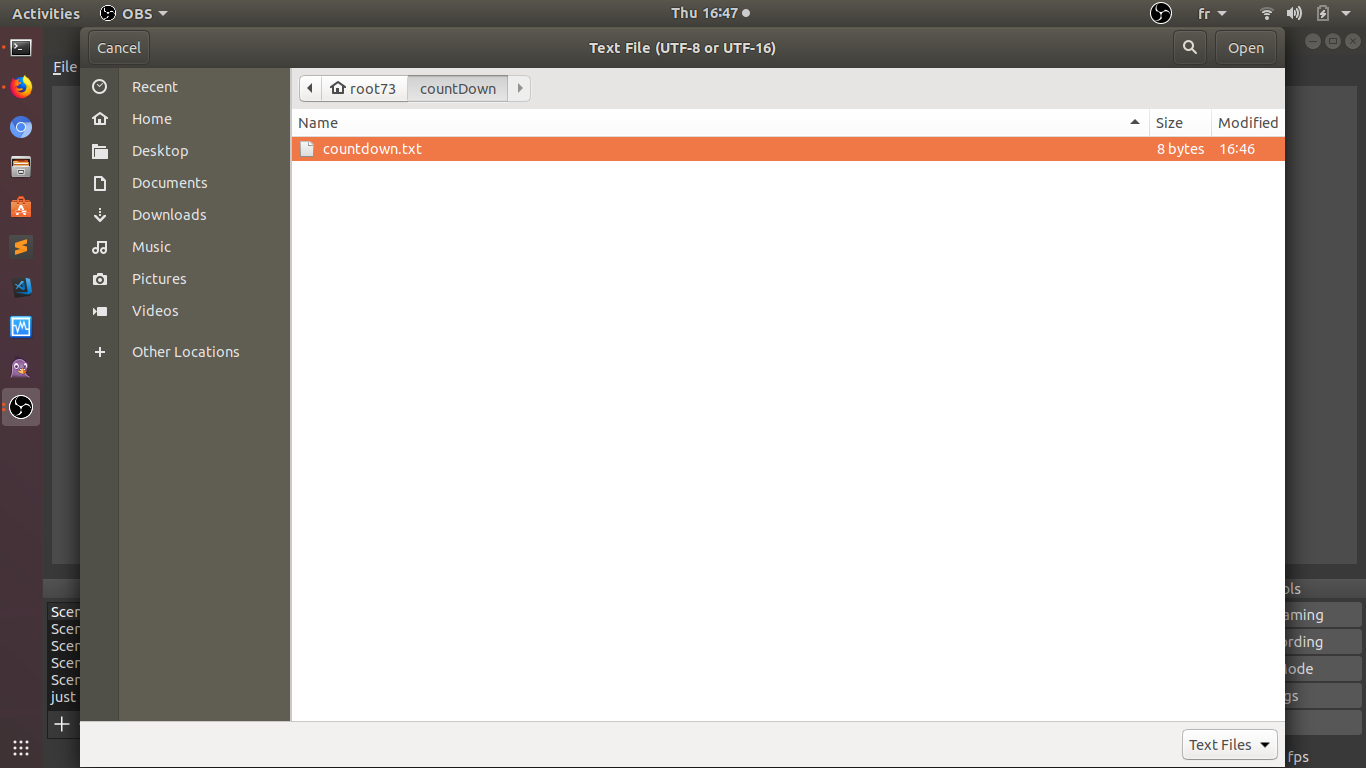 Activities OBS Thu 16:47 fr
Cancel Text File (UTF-8 or UTF-16) Open
File
root73 countDown
Name Size Modified
countdown.txt 8 bytes 16:46
Recent
Home
Desktop
Documents
Downloads
Music
Pictures
Videos
Other Locations
Scen
Scen
Scen
Scen
Scen
just
ols
aming
ording
ode
gs
Text Files
fps